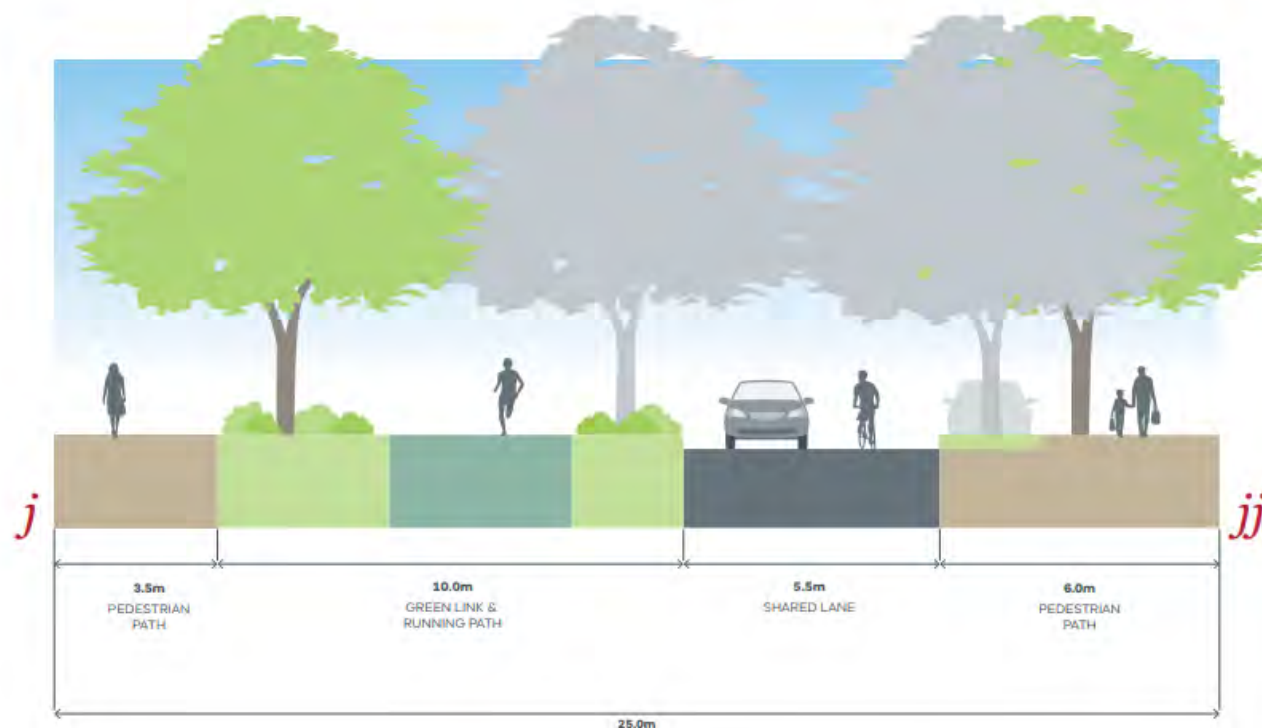 j
jj
3.5m
PEDESTRIAN
PATH
10.0m
GREEN LINK &
RUNNING PATH
5.5m
SHARED LANE
6.0m
PEDESTRIAN
PATH
25.0m